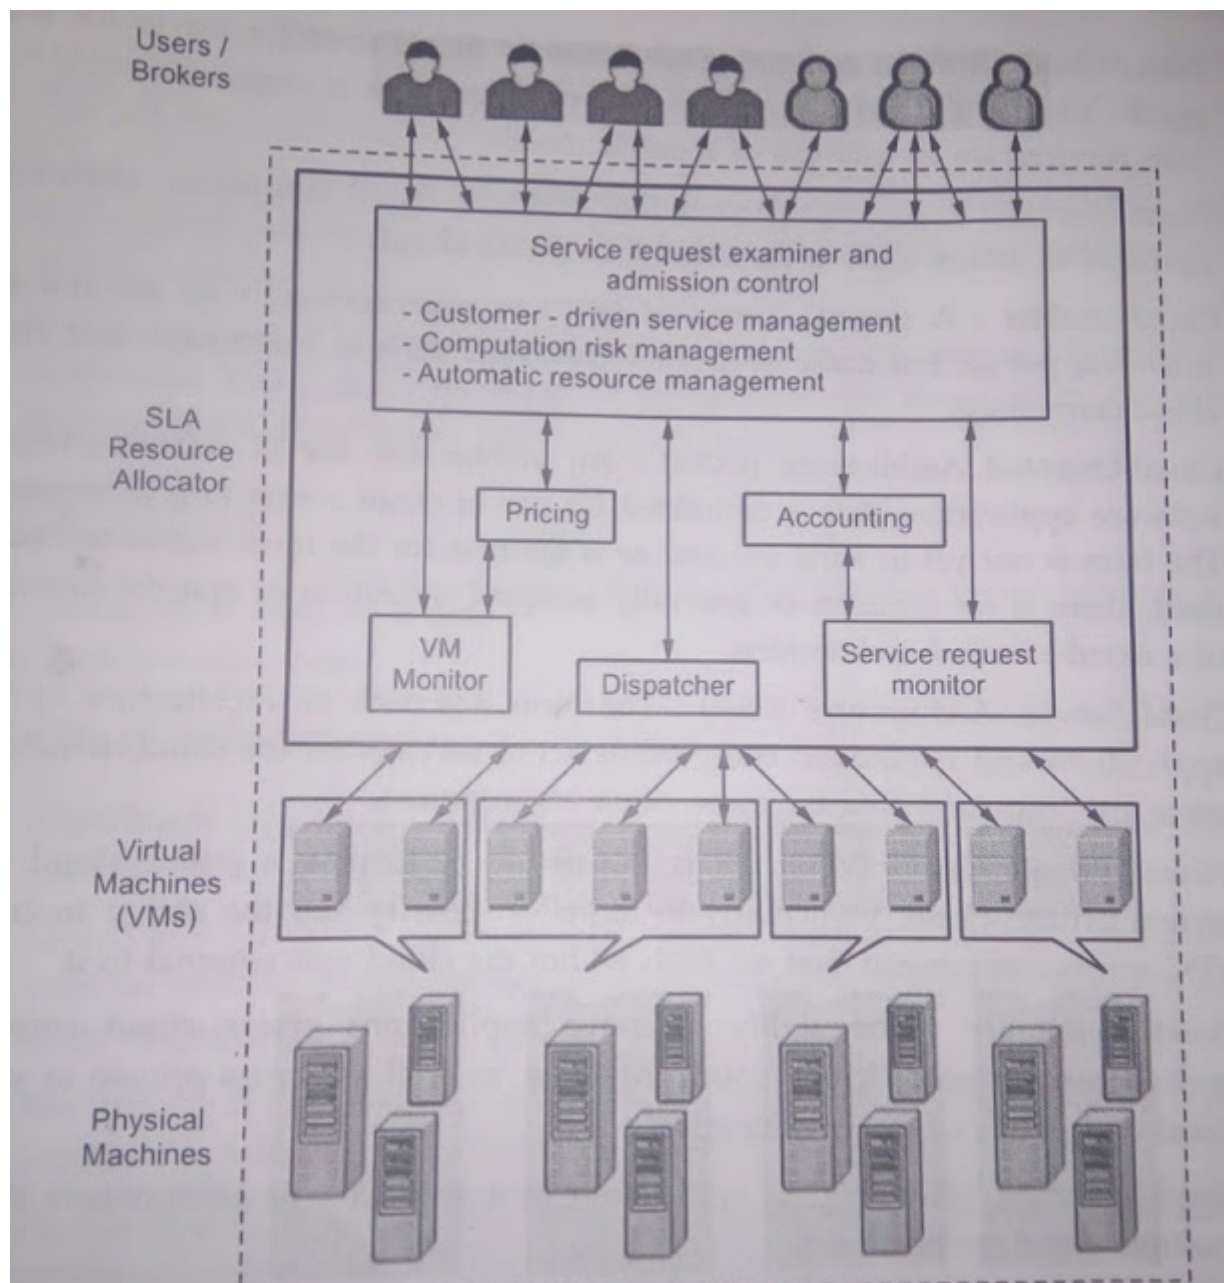 Users /
Brokers
Service request examiner and
admission control
- Customer - driven service management
- Computation risk management
- Automatic resource management
SLA
Resource
Allocator
Pricing
Accounting
VM
Monitor
Dispatcher
Service request
monitor
Virtual
Machines
(VMs)
Physical
Machines